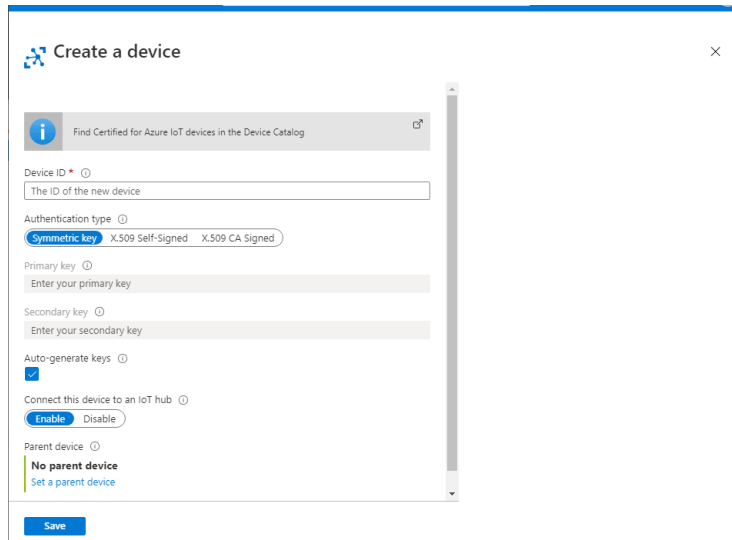 Create a device
Find Certified for Azure IoT devices in the Device Catalog
Device ID *
The ID of the new device
Authentication type
Symmetric key X.509 Self-Signed X.509 CA Signed
Primary key
Enter your primary key
Secondary key
Enter your secondary key
Auto-generate keys
Connect this device to an IoT hub
Enable Disable
Parent device
No parent device
Set a parent device
Save